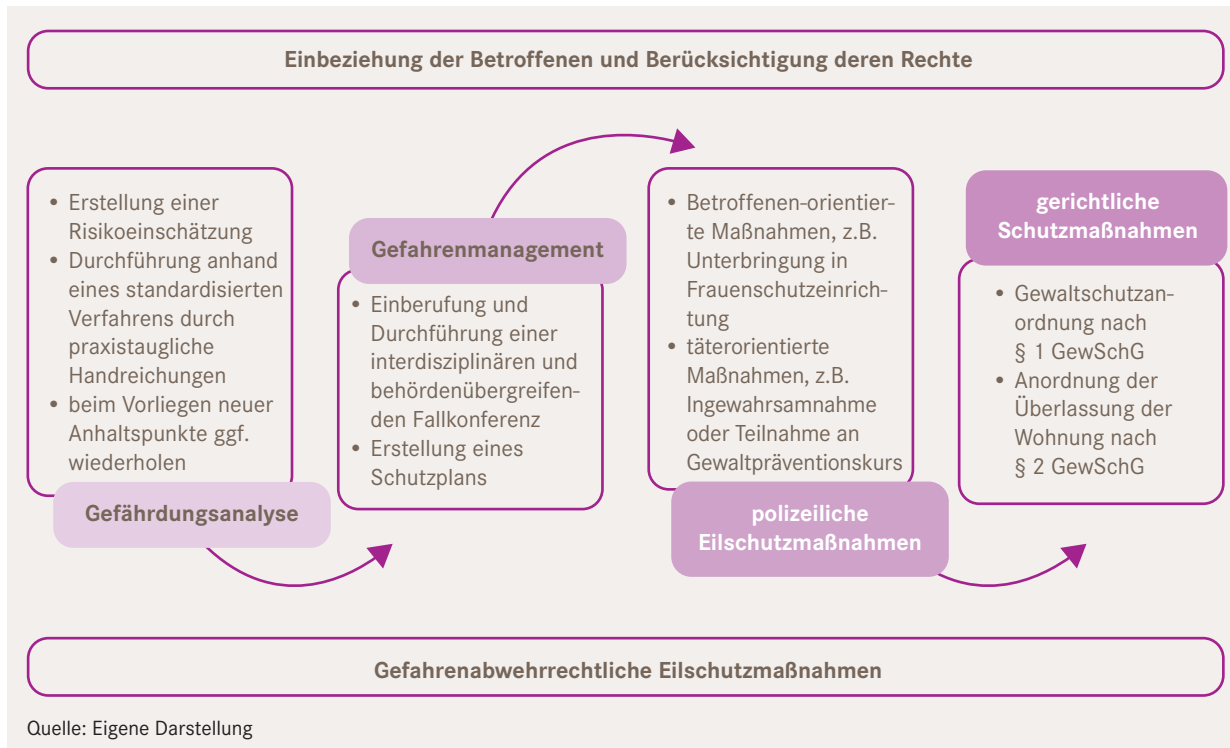 Einbeziehung der Betroffenen und Berücksichtigung deren Rechte
• Erstellung einer
Risikoeinschätzung
• Durchführung anhand
eines standardisierten
Verfahrens durch
praxistaugliche
Handreichungen
• beim Vorliegen neuer
Anhaltspunkte ggf.
wiederholen
Gefährdungsanalyse
Gefahrenmanagement
• Einberufung und
Durchführung einer
interdisziplinären und
behördenübergreifen-
den Fallkonferenz
• Erstellung eines
Schutzplans
• Betroffenen-orientier-
te Maßnahmen, z.B.
Unterbringung in
Frauenschutzeinrich-
tung
• täterorientierte
Maßnahmen, z.B.
Ingewahrsamnahme
oder Teilnahme an
Gewaltpräventionskurs
polizeiliche
Eilschutzmaßnahmen
gerichtliche
Schutzmaßnahmen
• Gewaltschutzan-
ordnung nach
§ 1 GewSchG
• Anordnung der
Überlassung der
Wohnung nach
§ 2 GewSchG
Gefahrenabwehrrechtliche Eilschutzmaßnahmen
Quelle: Eigene Darstellung